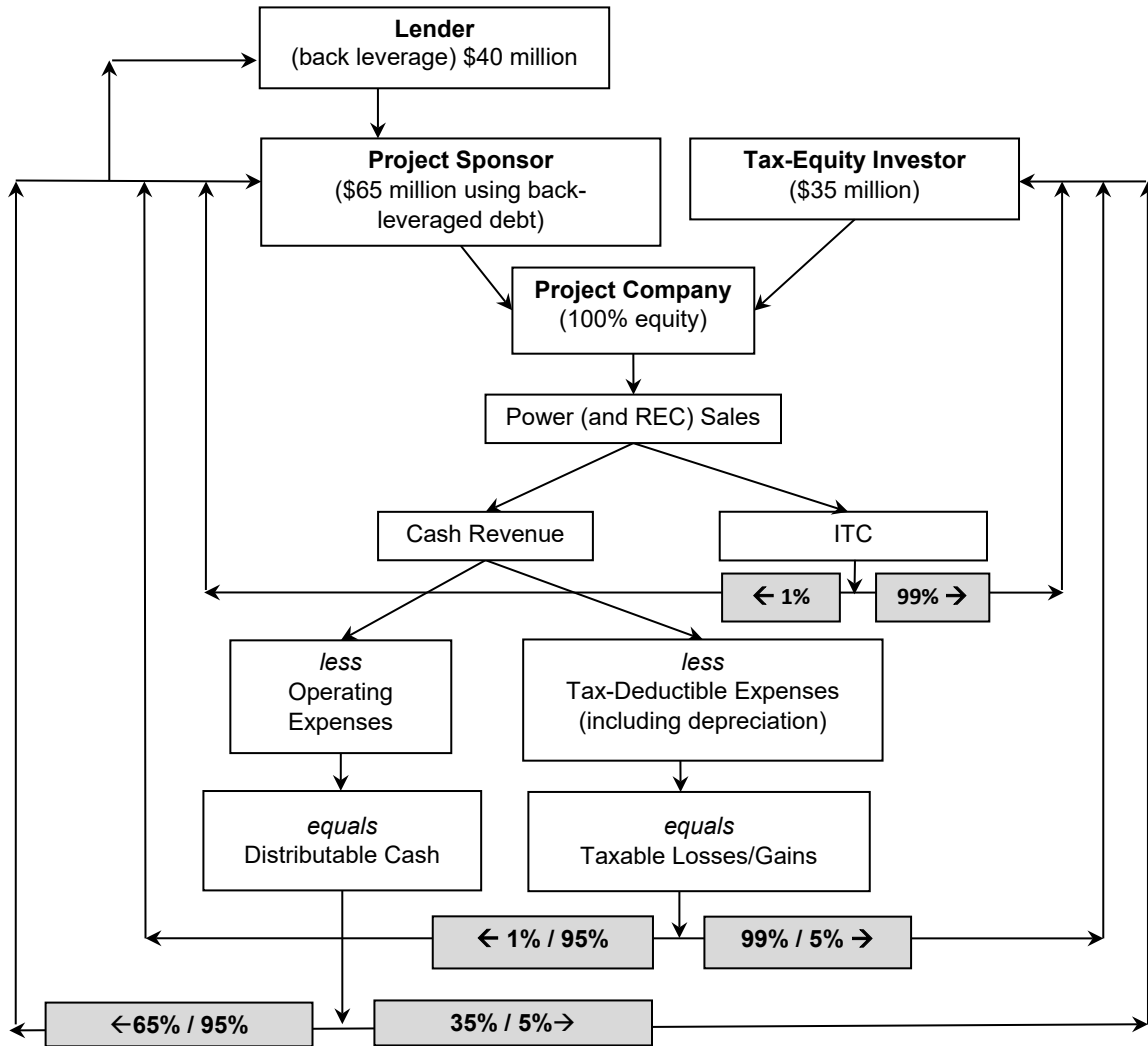 Lender
(back leverage) $40 million
Project Sponsor
($65 million using back-
leveraged debt)
Tax-Equity Investor
($35 million)
Project Company
(100% equity)
Power (and REC) Sales
Cash Revenue
ITC
← 1%
99% →
less
Operating
Expenses
less
Tax-Deductible Expenses
(including depreciation)
equals
Distributable Cash
equals
Taxable Losses/Gains
← 1% / 95%
99% / 5% →
←65% / 95%
35% / 5%→